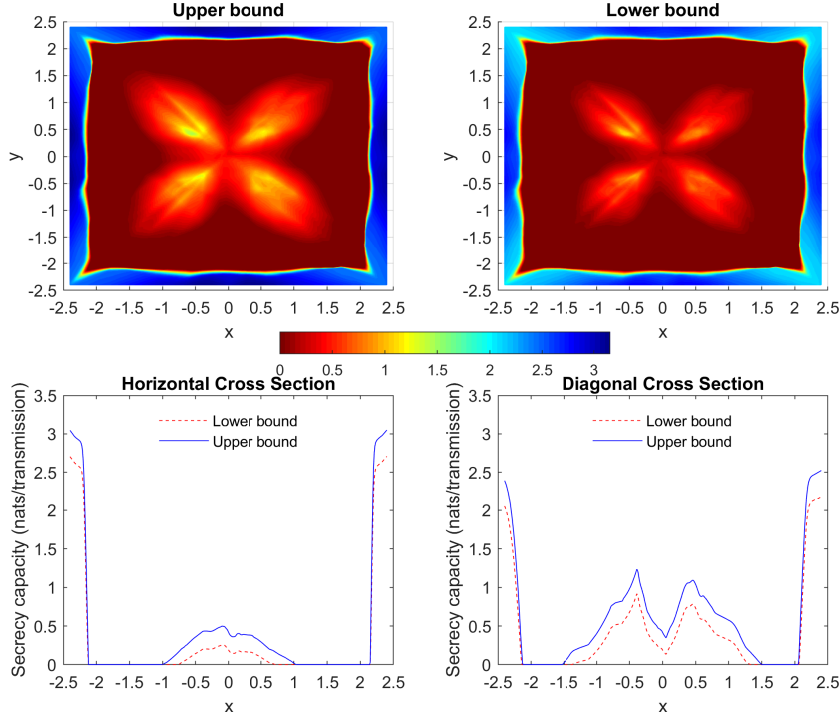 Upper bound
Lower bound
2.5
2
1.5
1
0.5
0
-0.5
-1
-1.5
-2
-2.5
y
-2.5 -2 -1.5 -1 -0.5 0 0.5 1 1.5 2 2.5
x
2.5
2
1.5
1
0.5
0
-0.5
-1
-1.5
-2
-2.5
y
-2.5 -2 -1.5 -1 -0.5 0 0.5 1 1.5 2 2.5
x
0 0.5 1 1.5 2 2.5 3
Horizontal Cross Section
Secrecy capacity (nats/transmission)
3.5
3
2.5
2
1.5
1
0.5
0
Lower bound
Upper bound
-2.5 -2 -1.5 -1 -0.5 0 0.5 1 1.5 2 2.5
x
Diagonal Cross Section
Secrecy capacity (nats/transmission)
3.5
3
2.5
2
1.5
1
0.5
0
Lower bound
Upper bound
-2.5 -2 -1.5 -1 -0.5 0 0.5 1 1.5 2 2.5
x